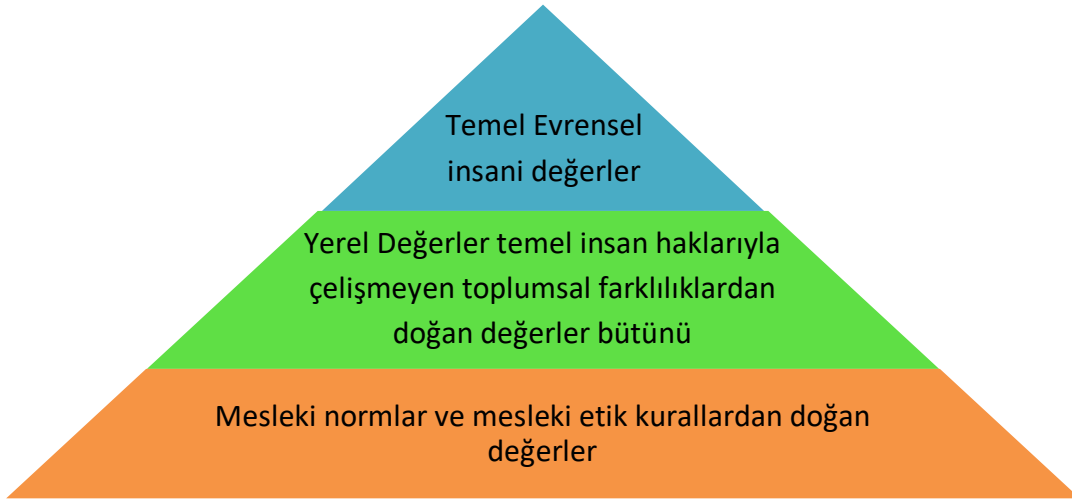 Temel Evrensel
insani değerler
Yerel Değerler temel insan haklarıyla
çelişmeyen toplumsal farklılıklardan
doğan değerler bütünü
Mesleki normlar ve mesleki etik kurallardan doğan
değerler